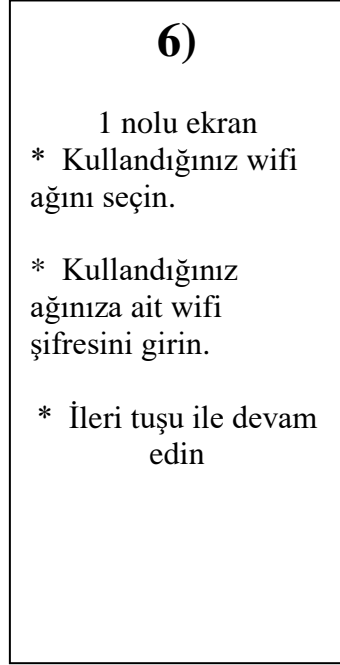 6)
1 nolu ekran
* Kullandığınız wifi
ağını seçin.
* Kullandığınız
ağınıza ait wifi
şifresini girin.
* İleri tuşu ile devam
edin